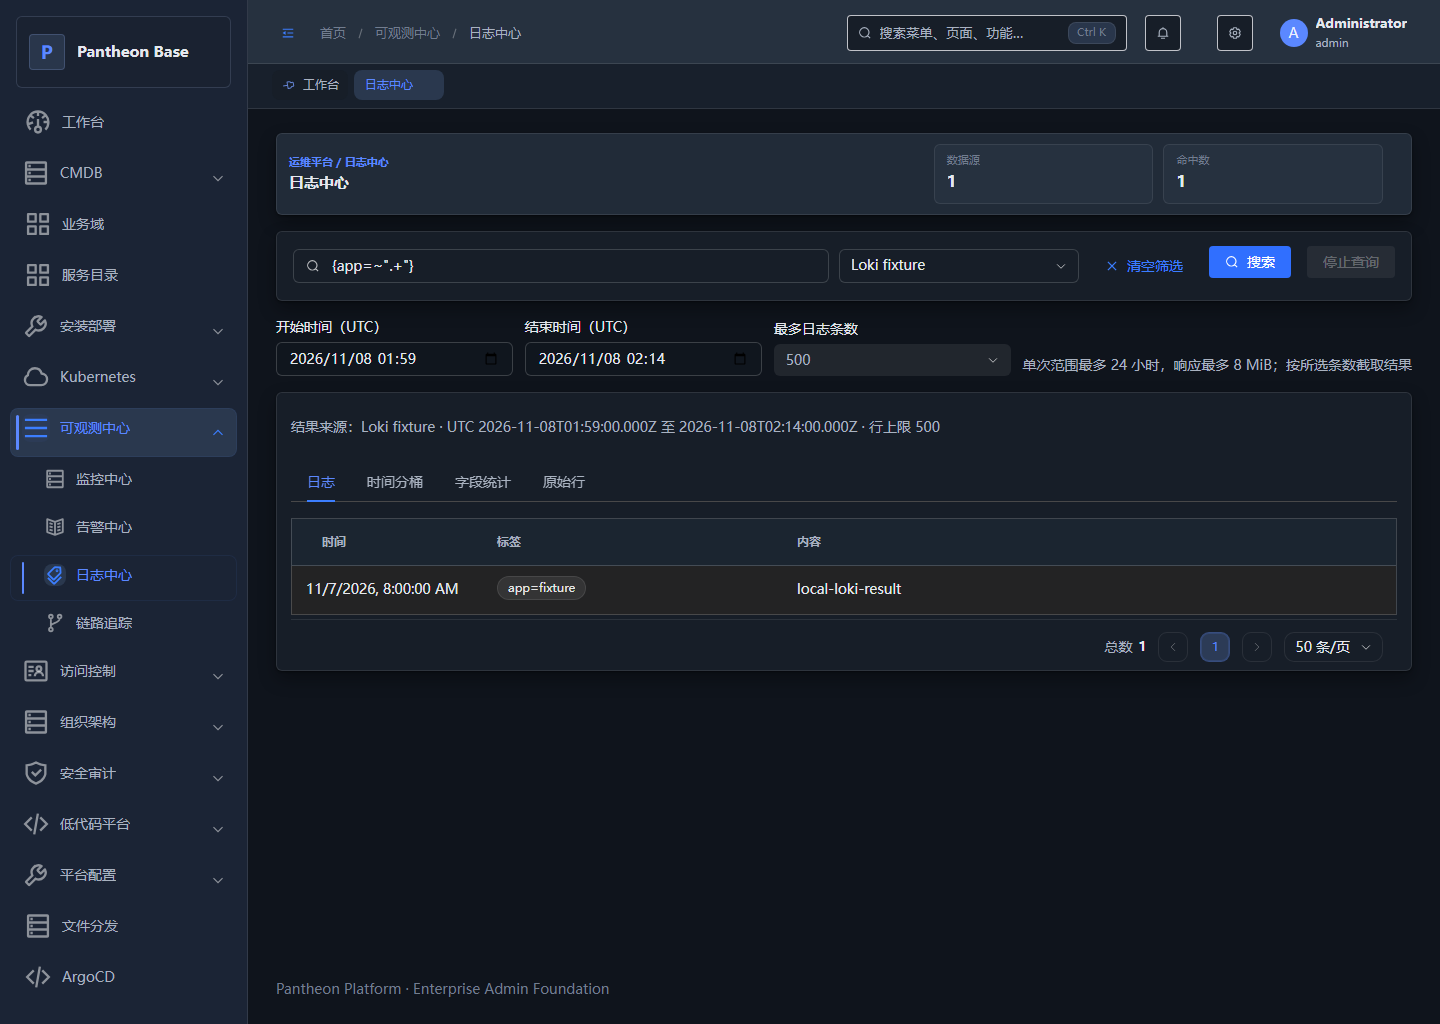 P Pantheon Base
工作台
CMDB
业务域
服务目录
安装部署
Kubernetes
可观测中心
监控中心
告警中心
日志中心
链路追踪
访问控制
组织架构
安全审计
低代码平台
平台配置
文件分发
ArgoCD
首页 / 可观测中心 / 日志中心
搜索菜单、页面、功能... Ctrl K
A Administrator
admin
工作台 日志中心
运维平台 / 日志中心
日志中心
数据源
1
命中数
1
{app=~".+"}
Loki fixture
清空筛选
搜索
停止查询
开始时间（UTC）
2026/11/08 01:59
结束时间（UTC）
2026/11/08 02:14
最多日志条数
500
单次范围最多 24 小时，响应最多 8 MiB；按所选条数截取结果
结果来源：Loki fixture · UTC 2026-11-08T01:59:00.000Z 至 2026-11-08T02:14:00.000Z · 行上限 500
日志 时间分桶 字段统计 原始行
时间 标签 内容
11/7/2026, 8:00:00 AM app=fixture local-loki-result
总数 1 1 50 条/页
Pantheon Platform · Enterprise Admin Foundation